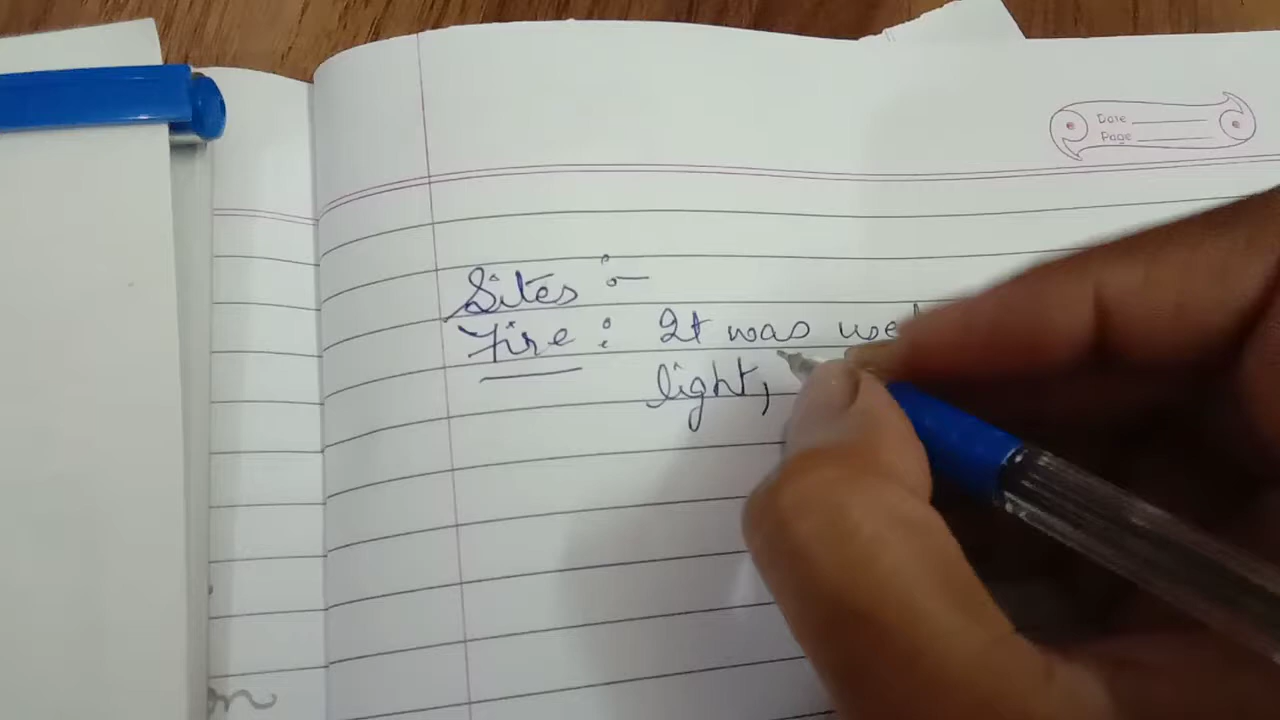 Date
Page
Sites :-
Fire : It was
light,